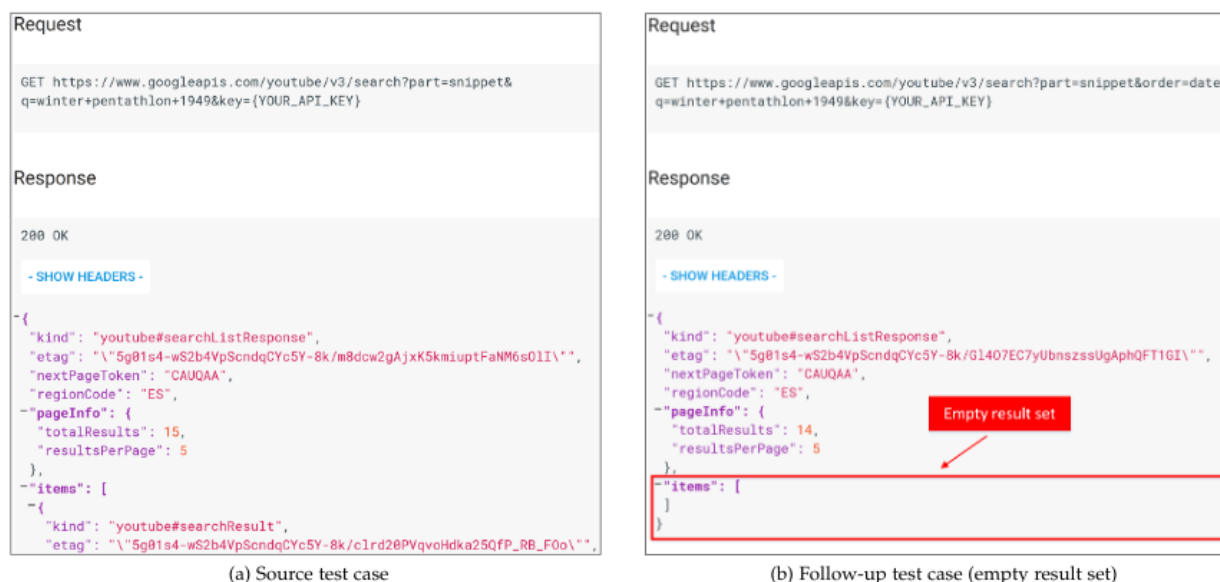 Request
GET https://www.googleapis.com/youtube/v3/search?part=snippet&
q=winter+pentathlon+1949&key={YOUR_API_KEY}
Response
200 OK
- SHOW HEADERS -
-{
"kind": "youtube#searchListResponse",
"etag": "\"5g01s4-wS2b4VpScndqCYc5Y-8k/m8dcw2gAjxK5kmiuptFaNM6sOlI\"",
"nextPageToken": "CAUQAA",
"regionCode": "ES",
-"pageInfo": {
"totalResults": 15,
"resultsPerPage": 5
},
-"items": [
-{
"kind": "youtube#searchResult",
"etag": "\"5g01s4-wS2b4VpScndqCYc5Y-8k/clrd20PVqvoHdka25QfP_RB_FOo\"",
(a) Source test case
Request
GET https://www.googleapis.com/youtube/v3/search?part=snippet&order=date
q=winter+pentathlon+1949&key={YOUR_API_KEY}
Response
200 OK
- SHOW HEADERS -
-{
"kind": "youtube#searchListResponse",
"etag": "\"5g01s4-wS2b4VpScndqCYc5Y-8k/Gl4O7EC7yUbnszssUgAphQFT1GI\"",
"nextPageToken": "CAUQAA",
"regionCode": "ES",
-"pageInfo": {
Empty result set
"totalResults": 14,
"resultsPerPage": 5
},
-"items": [
]
}
(b) Follow-up test case (empty result set)